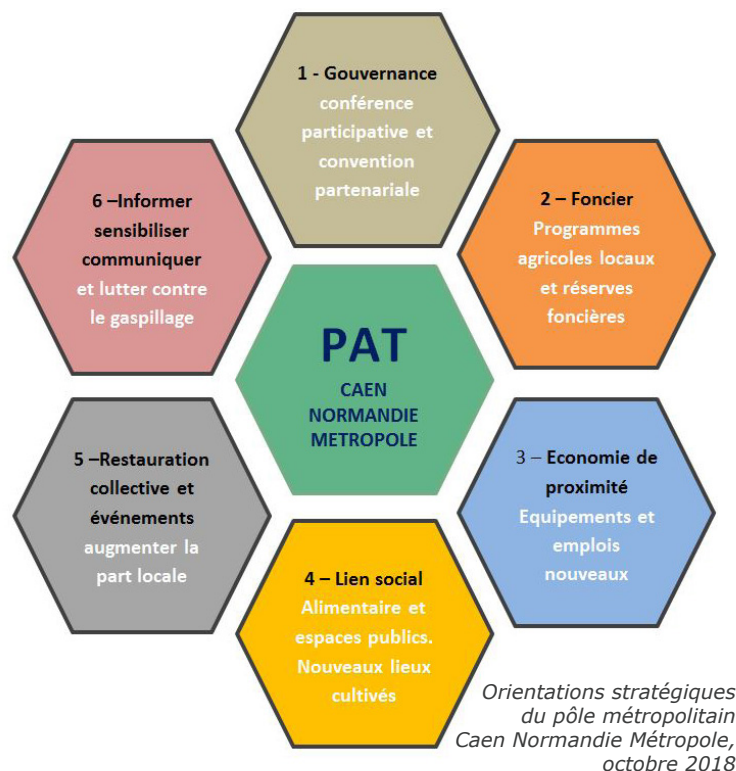 1 - Gouvernance
conférence
participative et
convention
partenariale
2 – Foncier
Programmes
agricoles locaux
et réserves
foncières
3 – Economie de
proximité
Equipements et
emplois
nouveaux
4 – Lien social
Alimentaire et
espaces publics.
Nouveaux lieux
cultivés
5 –Restauration
collective et
événements
augmenter la
part locale
6 –Informer
sensibiliser
communiquer
et lutter contre
le gaspillage
PAT
CAEN
NORMANDIE
METROPOLE
Orientations stratégiques
du pôle métropolitain
Caen Normandie Métropole,
octobre 2018